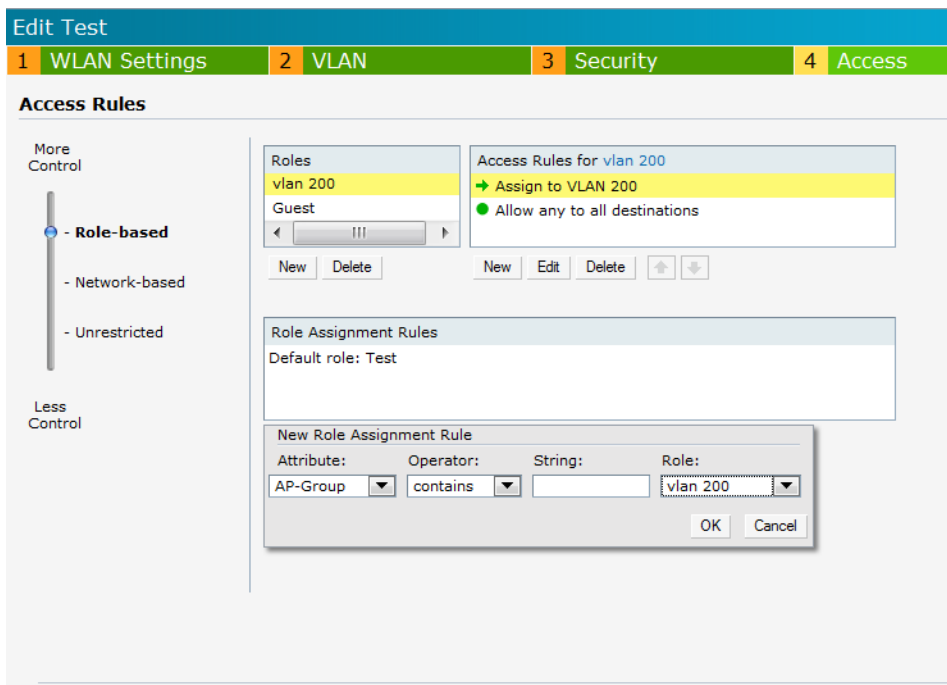 Edit Test
1 WLAN Settings 2 VLAN 3 Security 4 Access
Access Rules
More
Control
- Role-based
- Network-based
- Unrestricted
Less
Control
Roles
vlan 200
Guest
New Delete
Access Rules for vlan 200
Assign to VLAN 200
Allow any to all destinations
New Edit Delete
Role Assignment Rules
Default role: Test
New Role Assignment Rule
Attribute: Operator: String: Role:
AP-Group contains vlan 200
OK Cancel